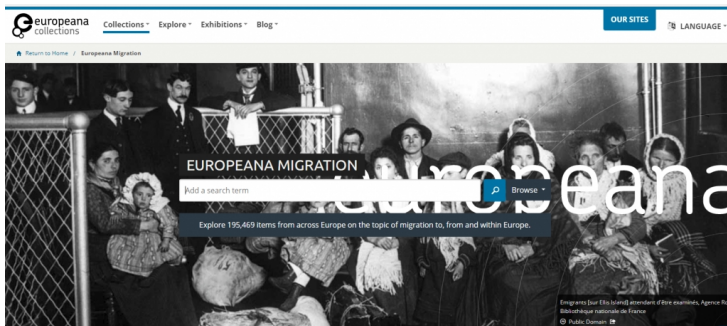 europeana
collections
Collections Explore Exhibitions Blog
OUR SITES
LANGUAGE
Return to Home / Europeana Migration
EUROPEANA MIGRATION
europeana
Add a search term
Browse
Explore 195,469 items from across Europe on the topic of migration to, from and within Europe.
Emigrants [sur Ellis Island] attendant d'être examinés, Agence
Bibliothèque nationale de France
Public Domain